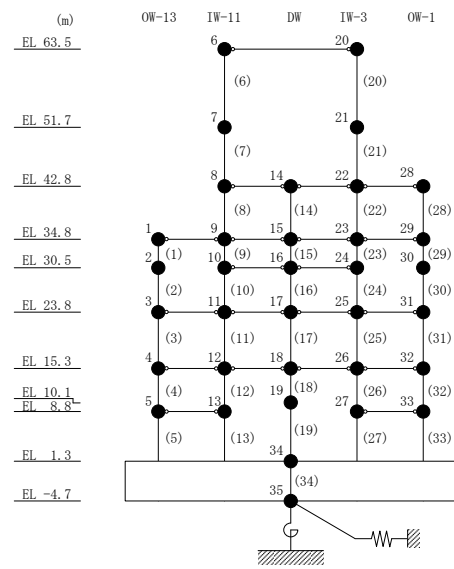 (m) OW-13 IW-11 DW IW-3 OW-1
EL 63.5 6 20
(6) (20)
EL 51.7 7 21
(7) (21)
EL 42.8 8 14 22 28
(8) (14) (22) (28)
EL 34.8 1 9 15 23 29
(1) (9) (15) (23) (29)
EL 30.5 2 10 16 24 30
(2) (10) (16) (24) (30)
EL 23.8 3 11 17 25 31
(3) (11) (17) (25) (31)
EL 15.3 4 12 18 26 32
(4) (12) (18) (26) (32)
EL 10.1 19
EL 8.8 5 13 27 33
(5) (13) (19) (27) (33)
EL 1.3 34
(34)
EL -4.7 35